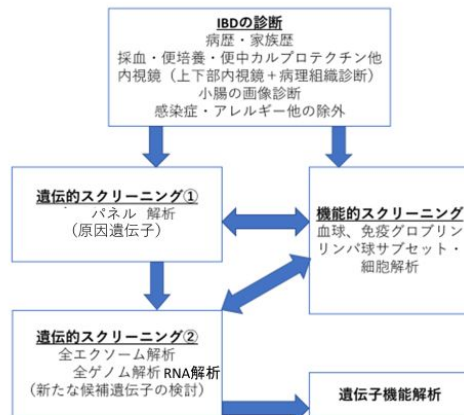 IBDの診断
病歴・家族歴
採血・便培養・便中カルプロテクチン他
内視鏡（上下部内視鏡＋病理組織診断）
小腸の画像診断
感染症・アレルギー他の除外
遺伝的スクリーニング①
パネル 解析
（原因遺伝子）
機能的スクリーニング
血球、免疫グロブリン
リンパ球サブセット・
細胞解析
遺伝的スクリーニング②
全エクソーム解析
全ゲノム解析 RNA解析
（新たな候補遺伝子の検討）
遺伝子機能解析